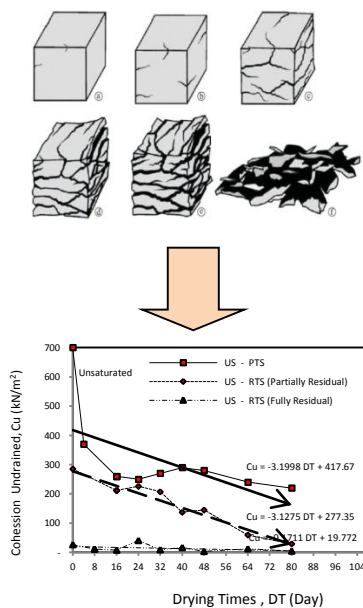 a
b
c
d
e
f
700
600
500
400
300
200
100
-
Unsaturated
US - PTS
US - RTS (Partially Residual)
US - RTS (Fully Residual)
Cu = -3.1998 DT + 417.67
Cu = -3.1275 DT + 277.35
Cu = -0.1711 DT + 19.772
0 8 16 24 32 40 48 56 64 72 80 88 96 104
Cohession Undrained, Cu (kN/m²)
Drying Times , DT (Day)